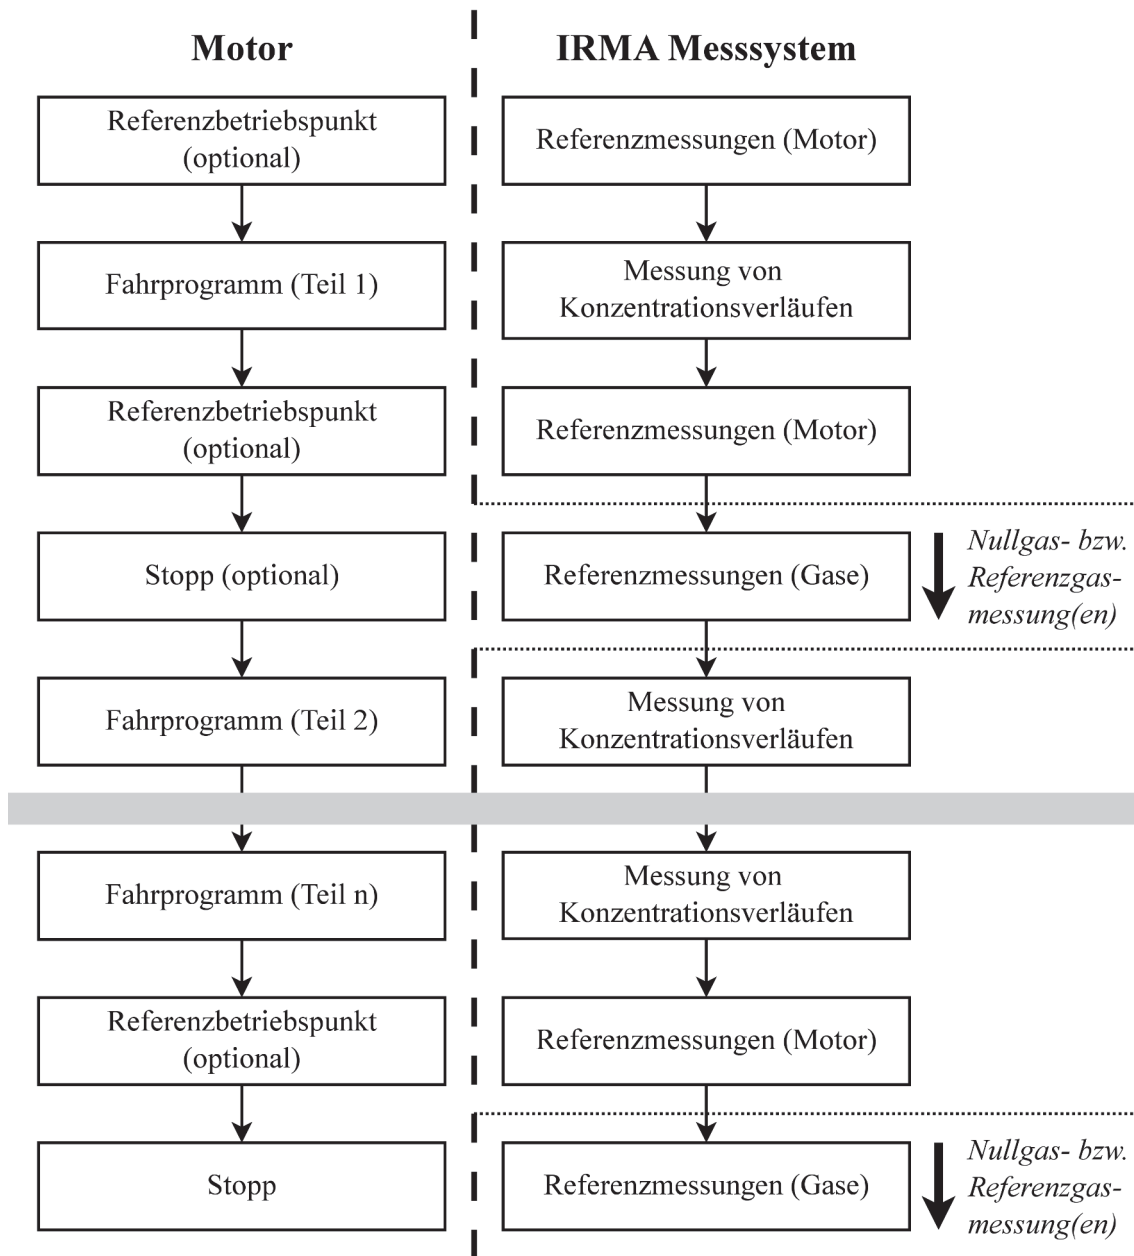 Motor
IRMA Messsystem
Referenzbetriebspunkt
(optional)
Referenzmessungen (Motor)
Fahrprogramm (Teil 1)
Messung von
Konzentrationsverläufen
Referenzbetriebspunkt
(optional)
Referenzmessungen (Motor)
Stopp (optional)
Referenzmessungen (Gase)
Nullgas- bzw.
Referenzgas-
messung(en)
Fahrprogramm (Teil 2)
Messung von
Konzentrationsverläufen
Fahrprogramm (Teil n)
Messung von
Konzentrationsverläufen
Referenzbetriebspunkt
(optional)
Referenzmessungen (Motor)
Stopp
Referenzmessungen (Gase)
Nullgas- bzw.
Referenzgas-
messung(en)